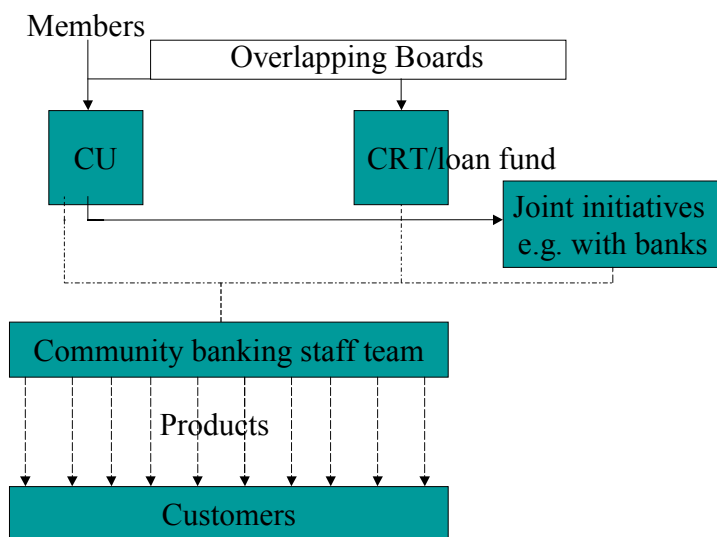 Members
Overlapping Boards
CU
CRT/loan fund
Joint initiatives
e.g. with banks
Community banking staff team
Products
Customers